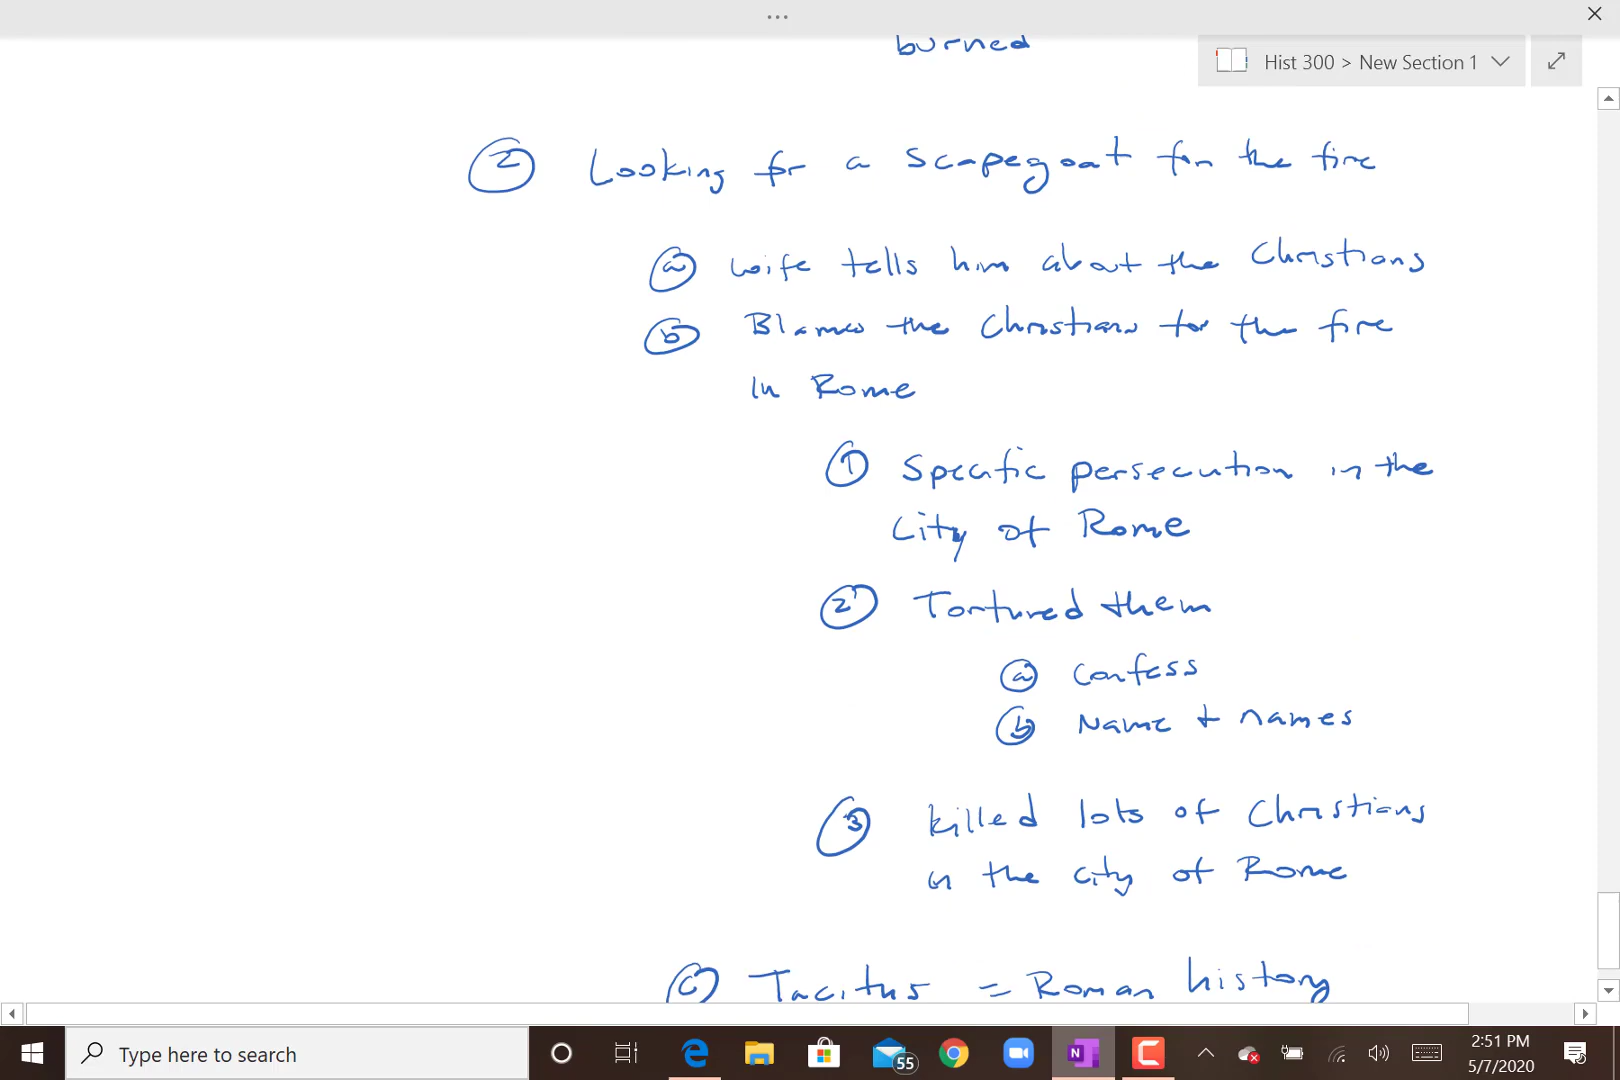 burned
Hist 300 > New Section 1
2 Looking for a scapegoat for the fire
a wife tells him about the Christians
b Blames the Christians for the fire
in Rome
1 Specific persecution in the
City of Rome
2 Tortured them
a Confess
b Name + names
3 killed lots of Christians
in the city of Rome
c Tacitus = Roman history
Type here to search
55
N
2:51 PM
5/7/2020